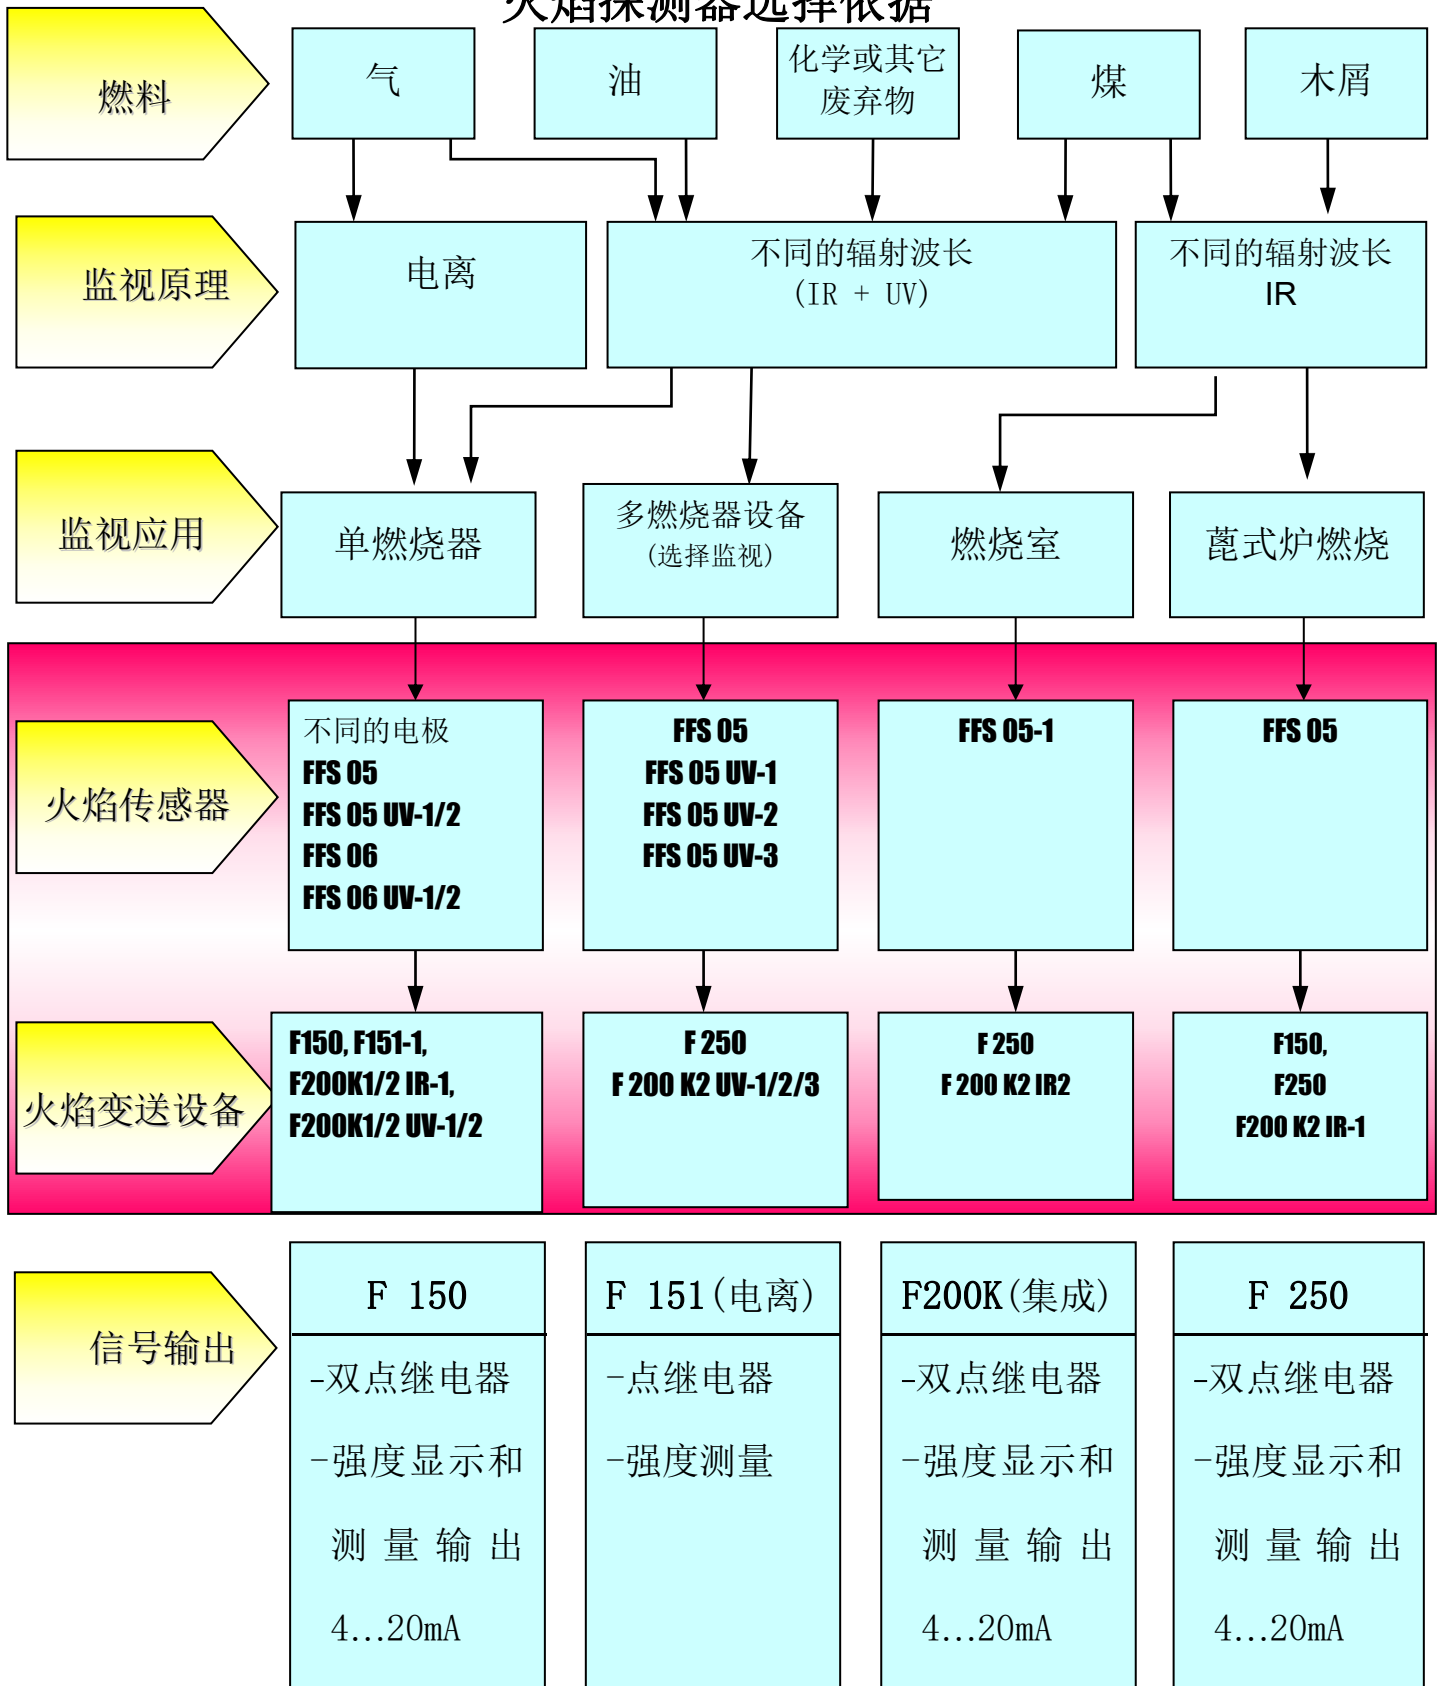 火焰探测器选择依据
燃料
气
油
化学或其它
废弃物
煤
木屑
监视原理
电离
不同的辐射波长
(IR + UV)
不同的辐射波长
IR
监视应用
单燃烧器
多燃烧器设备
(选择监视)
燃烧室
蓖式炉燃烧
火焰传感器
不同的电极
FFS 05
FFS 05 UV-1/2
FFS 06
FFS 06 UV-1/2
FFS 05
FFS 05 UV-1
FFS 05 UV-2
FFS 05 UV-3
FFS 05-1
FFS 05
火焰变送设备
F150, F151-1,
F200K1/2 IR-1,
F200K1/2 UV-1/2
F 250
F 200 K2 UV-1/2/3
F 250
F 200 K2 IR2
F150,
F250
F200 K2 IR-1
信号输出
F 150
-双点继电器
-强度显示和
测量输出
4...20mA
F 151(电离)
-点继电器
-强度测量
F200K(集成)
-双点继电器
-强度显示和
测量输出
4...20mA
F 250
-双点继电器
-强度显示和
测量输出
4...20mA